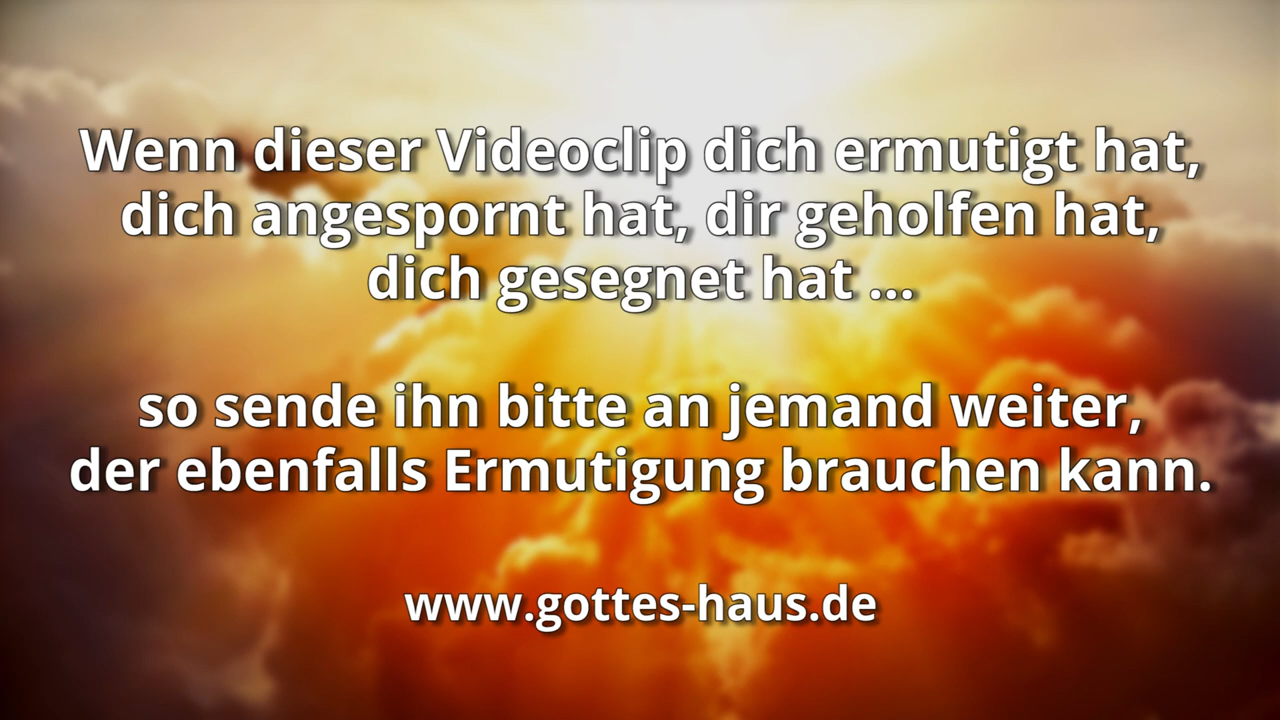 Wenn dieser Videoclip dich ermutigt hat,
dich angespornt hat, dir geholfen hat,
dich gesegnet hat ...
so sende ihn bitte an jemand weiter,
der ebenfalls Ermutigung brauchen kann.
www.gottes-haus.de